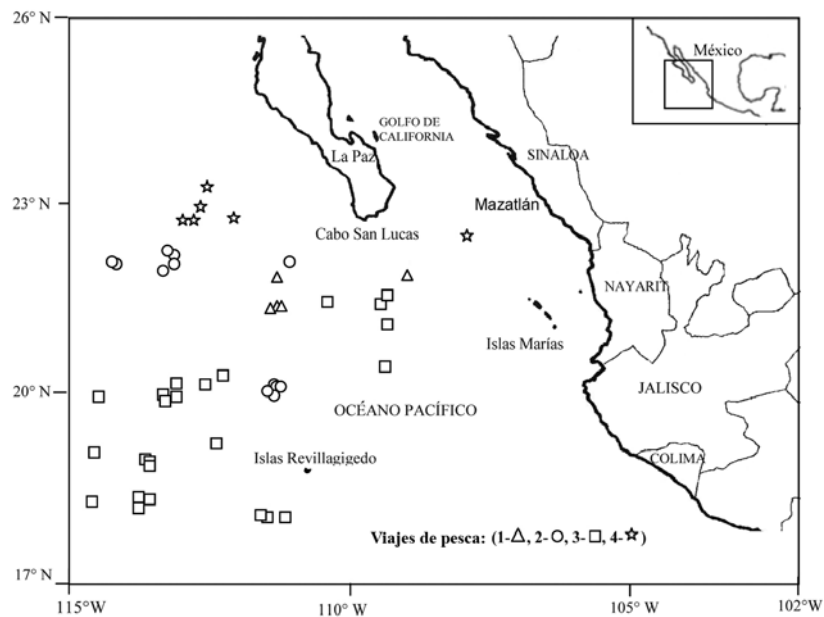 26° N
México
GOLFO DE
CALIFORNIA
La Paz
SINALOA
23° N
Mazatlán
Cabo San Lucas
NAYARIT
Islas Marías
20° N
JALISCO
OCÉANO PACÍFICO
Islas Revillagigedo
COLIMA
Viajes de pesca: (1-△, 2-○, 3-□, 4-☆)
17° N
115°W
110° W
105° W
102°W